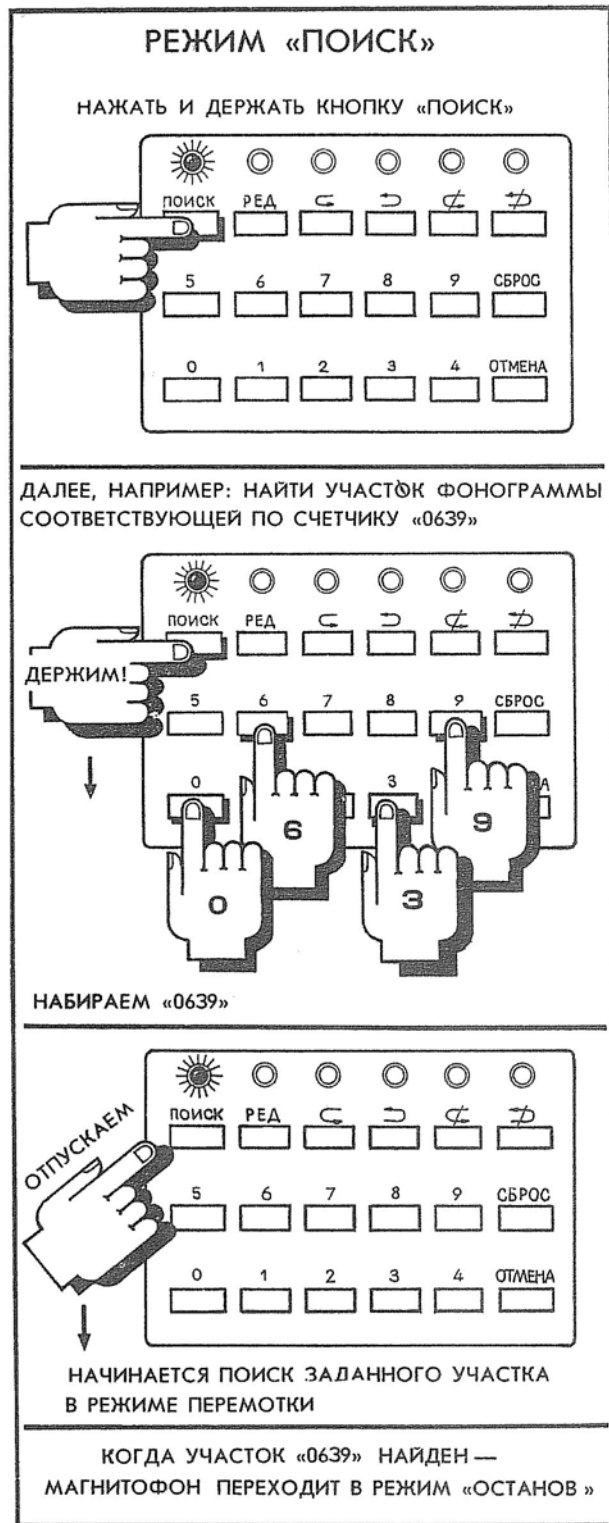 РЕЖИМ «ПОИСК»
НАЖАТЬ И ДЕРЖАТЬ КНОПКУ «ПОИСК»
ПОИСК РЕД
5 6 7 8 9 СБРОС
0 1 2 3 4 ОТМЕНА
ДАЛЕЕ, НАПРИМЕР: НАЙТИ УЧАСТОК ФОНОГРАММЫ
СООТВЕТСТВУЮЩЕЙ ПО СЧЕТЧИКУ «0639»
ПОИСК РЕД
ДЕРЖИМ!
5 6 7 8 9 СБРОС
0 3 А
6 9
0 3
НАБИРАЕМ «0639»
ОТПУСКАЕМ
ПОИСК РЕД
5 6 7 8 9 СБРОС
0 1 2 3 4 ОТМЕНА
НАЧИНАЕТСЯ ПОИСК ЗАДАННОГО УЧАСТКА
В РЕЖИМЕ ПЕРЕМОТКИ
КОГДА УЧАСТОК «0639» НАЙДЕН —
МАГНИТОФОН ПЕРЕХОДИТ В РЕЖИМ «ОСТАНОВ»